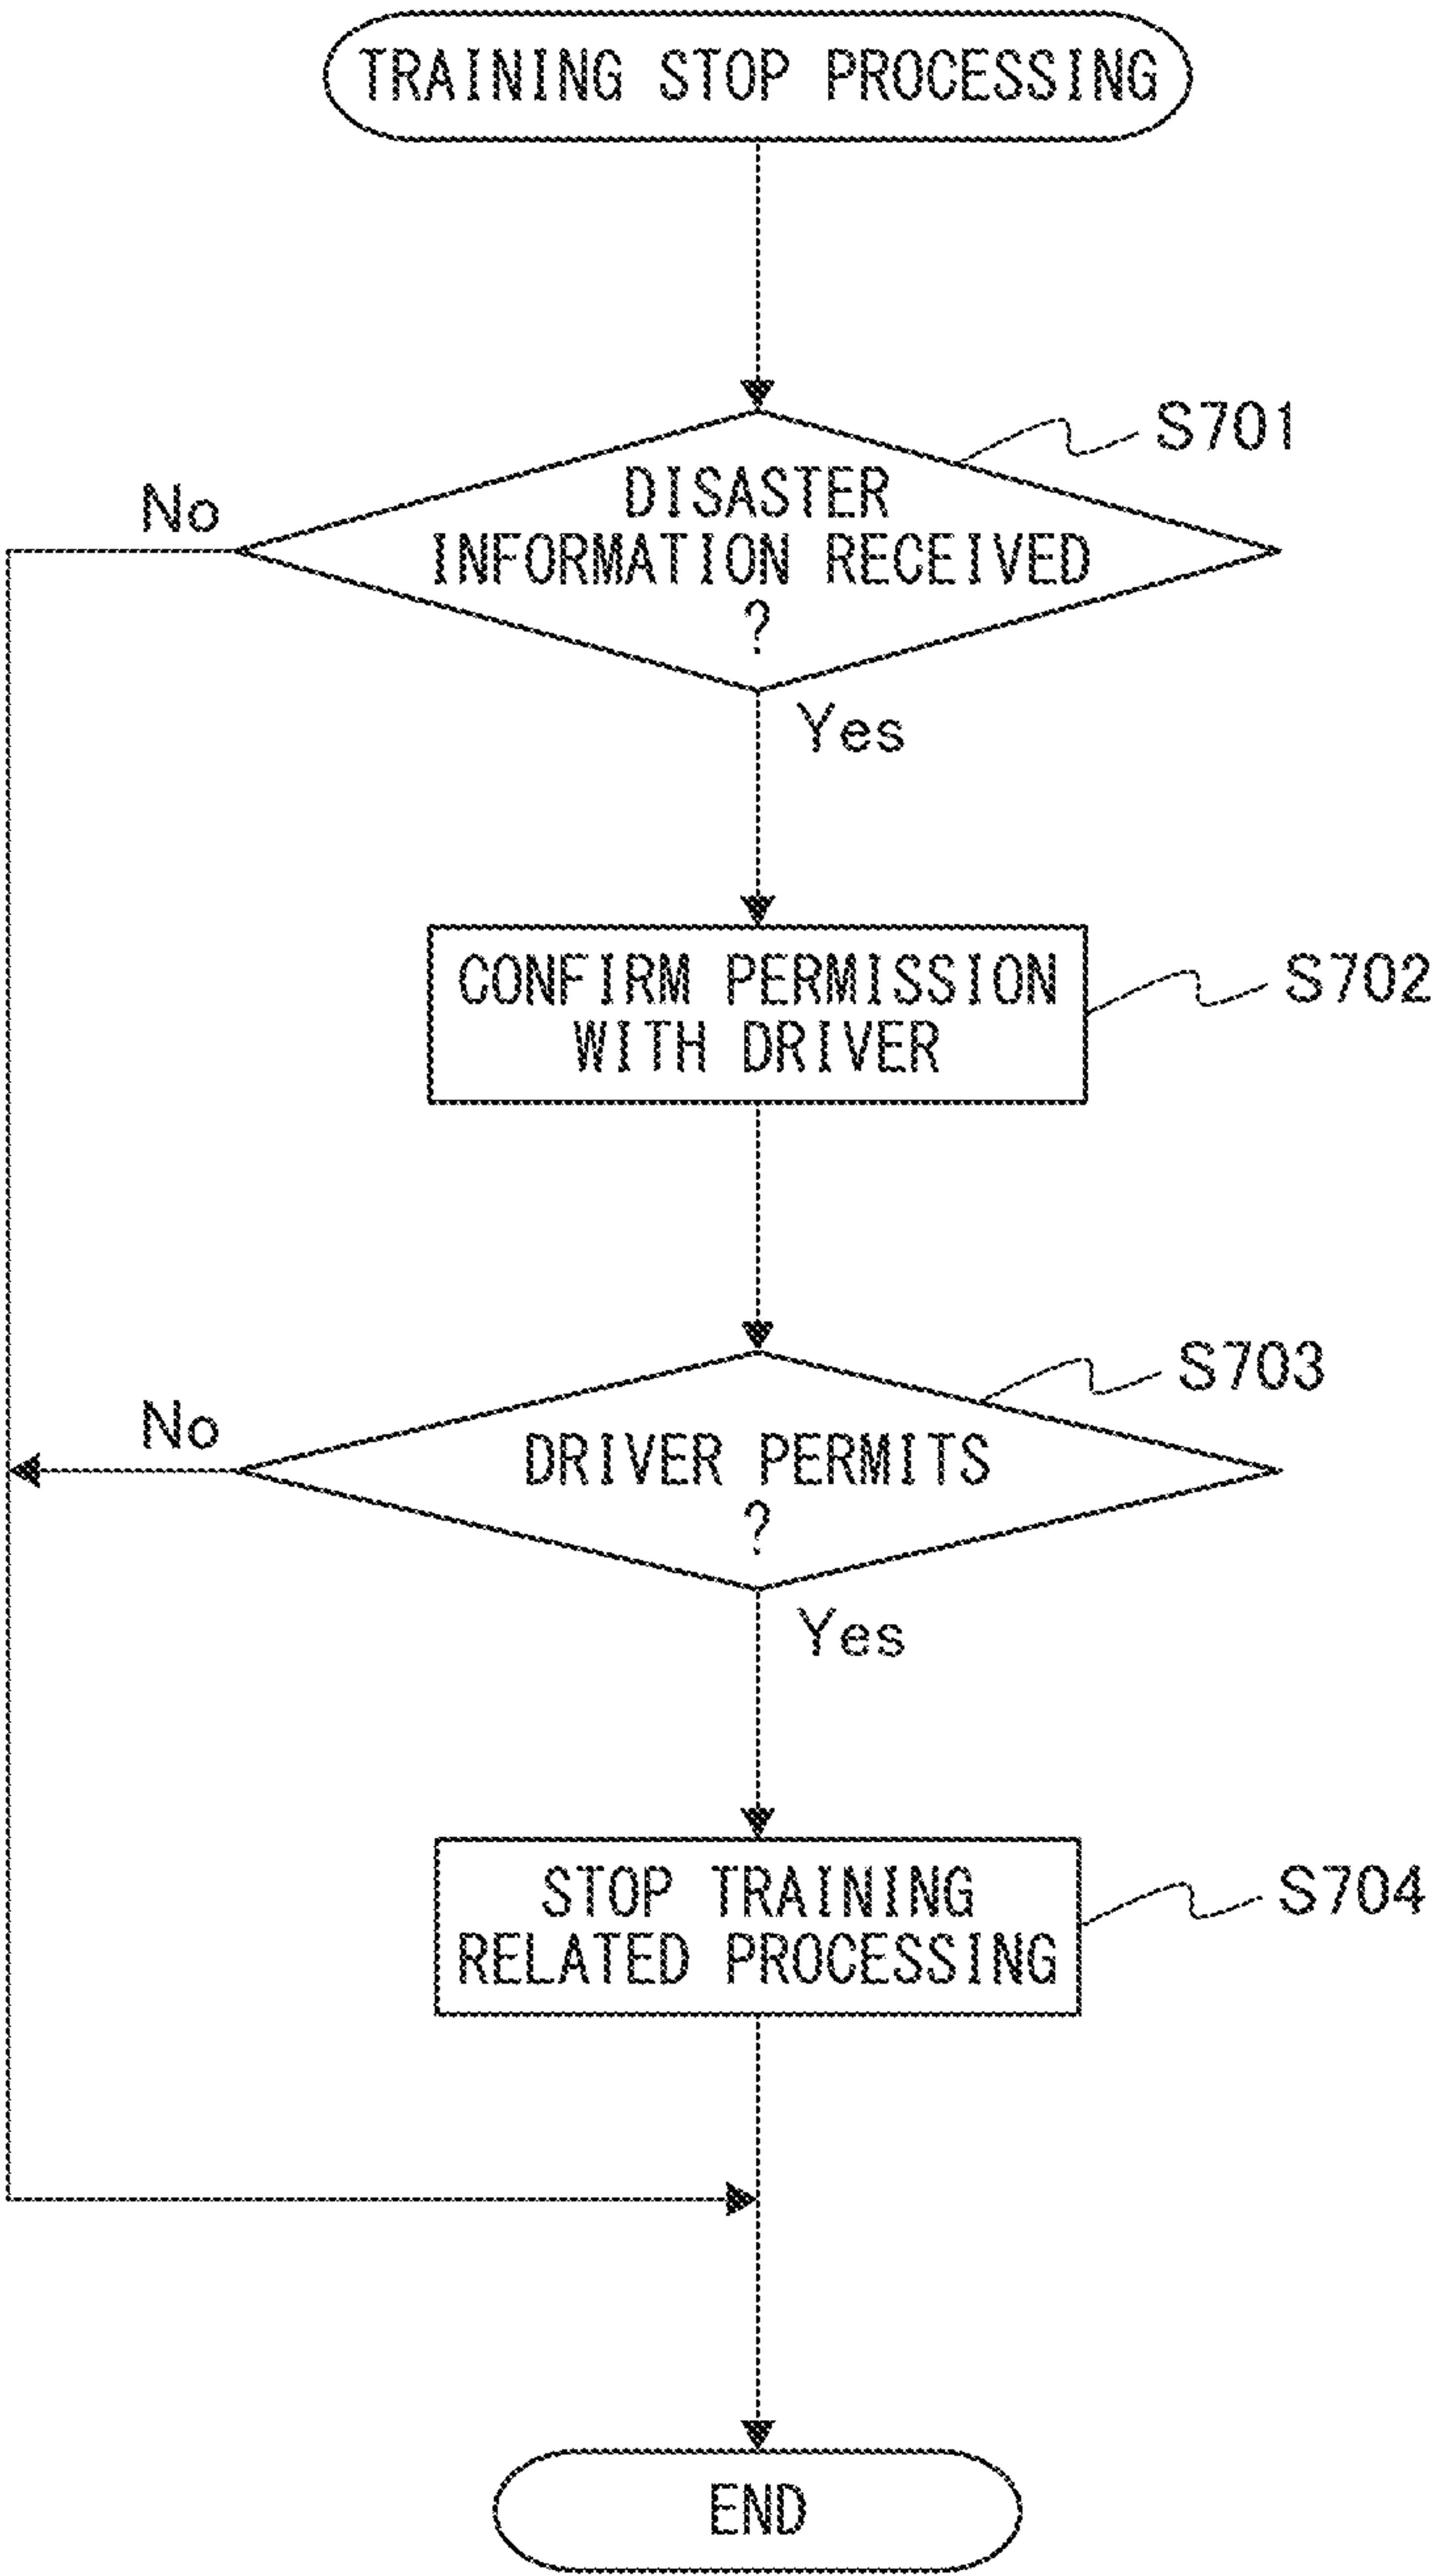 TRAINING STOP PROCESSING
S701
DISASTER
No
INFORMATION RECEIVED
?
Yes
CONFIRM PERMISSION
S702
WITH DRIVER
S703
No
DRIVER PERMITS
?
Yes
STOP TRAINING
S704
RELATED PROCESSING
END